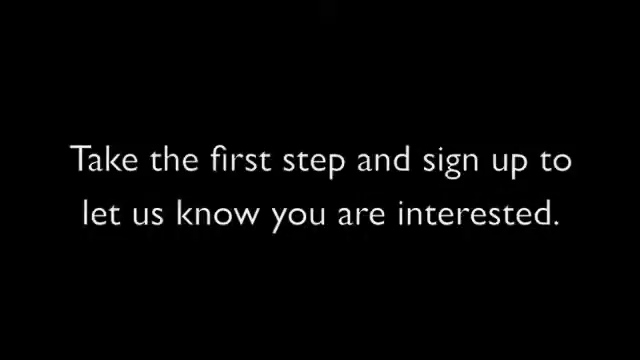 Take the first step and sign up to
let us know you are interested.